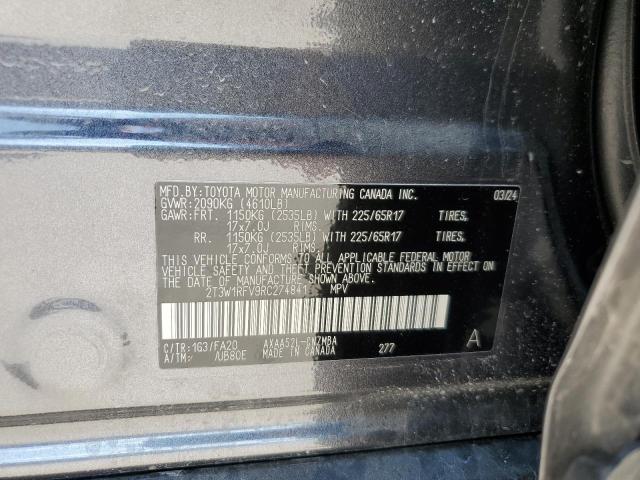 MFD.BY:TOYOTA MOTOR MANUFACTURING CANADA INC. 03/24
GVWR:2090KG (4610LB)
GAWR:FRT. 1150KG (2535LB) WITH 225/65R17 TIRES,
17x7.0J RIMS.
RR. 1150KG (2535LB) WITH 225/65R17 TIRES,
17x7.0J RIMS.
THIS VEHICLE CONFORMS TO ALL APPLICABLE FEDERAL MOTOR
VEHICLE SAFETY AND THEFT PREVENTION STANDARDS IN EFFECT ON
THE DATE OF MANUFACTURE SHOWN ABOVE.
MPV
C/TR:1G3/FA20 AXAA52L-GNZMBA A
A/TM: /UB80E MADE IN CANADA 277